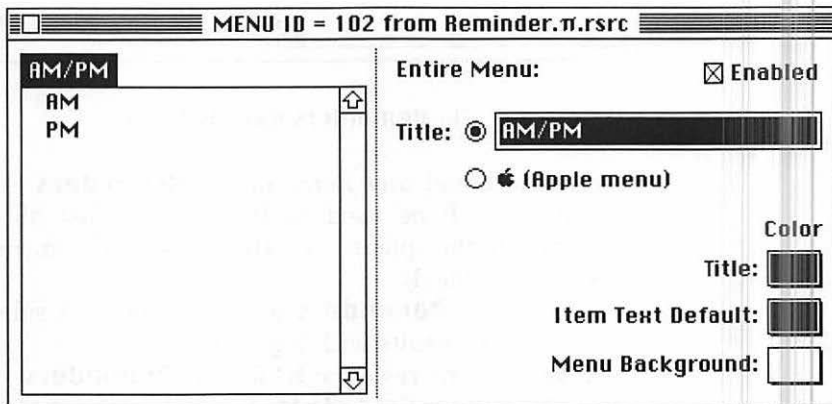 MENU ID = 102 from Reminder.π.rsrc
AM/PM
AM
PM
Entire Menu:
Enabled
Title:
AM/PM
(Apple menu)
Color
Title:
Item Text Default:
Menu Background: